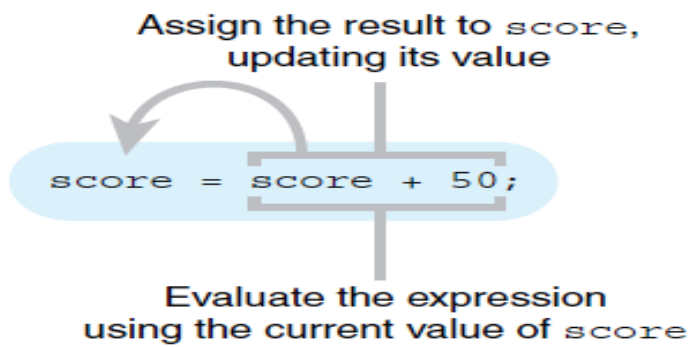 Assign the result to score,
updating its value
score = score + 50;
Evaluate the expression
using the current value of score